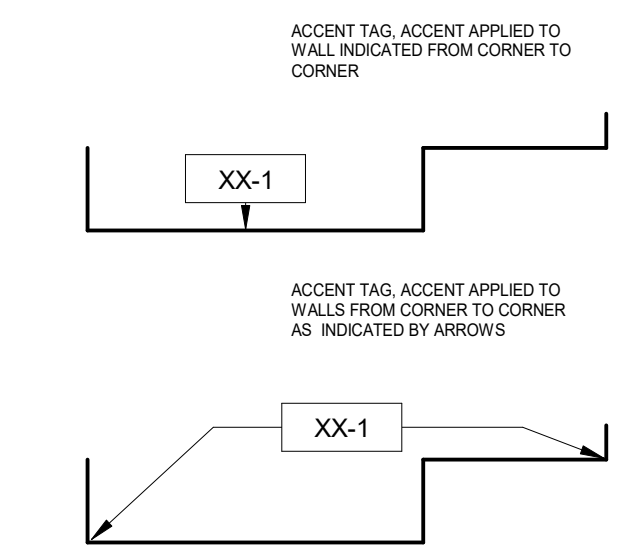 ACCENT TAG, ACCENT APPLIED TO
WALL INDICATED FROM CORNER TO
CORNER
XX-1
ACCENT TAG, ACCENT APPLIED TO
WALLS FROM CORNER TO CORNER
AS INDICATED BY ARROWS
XX-1